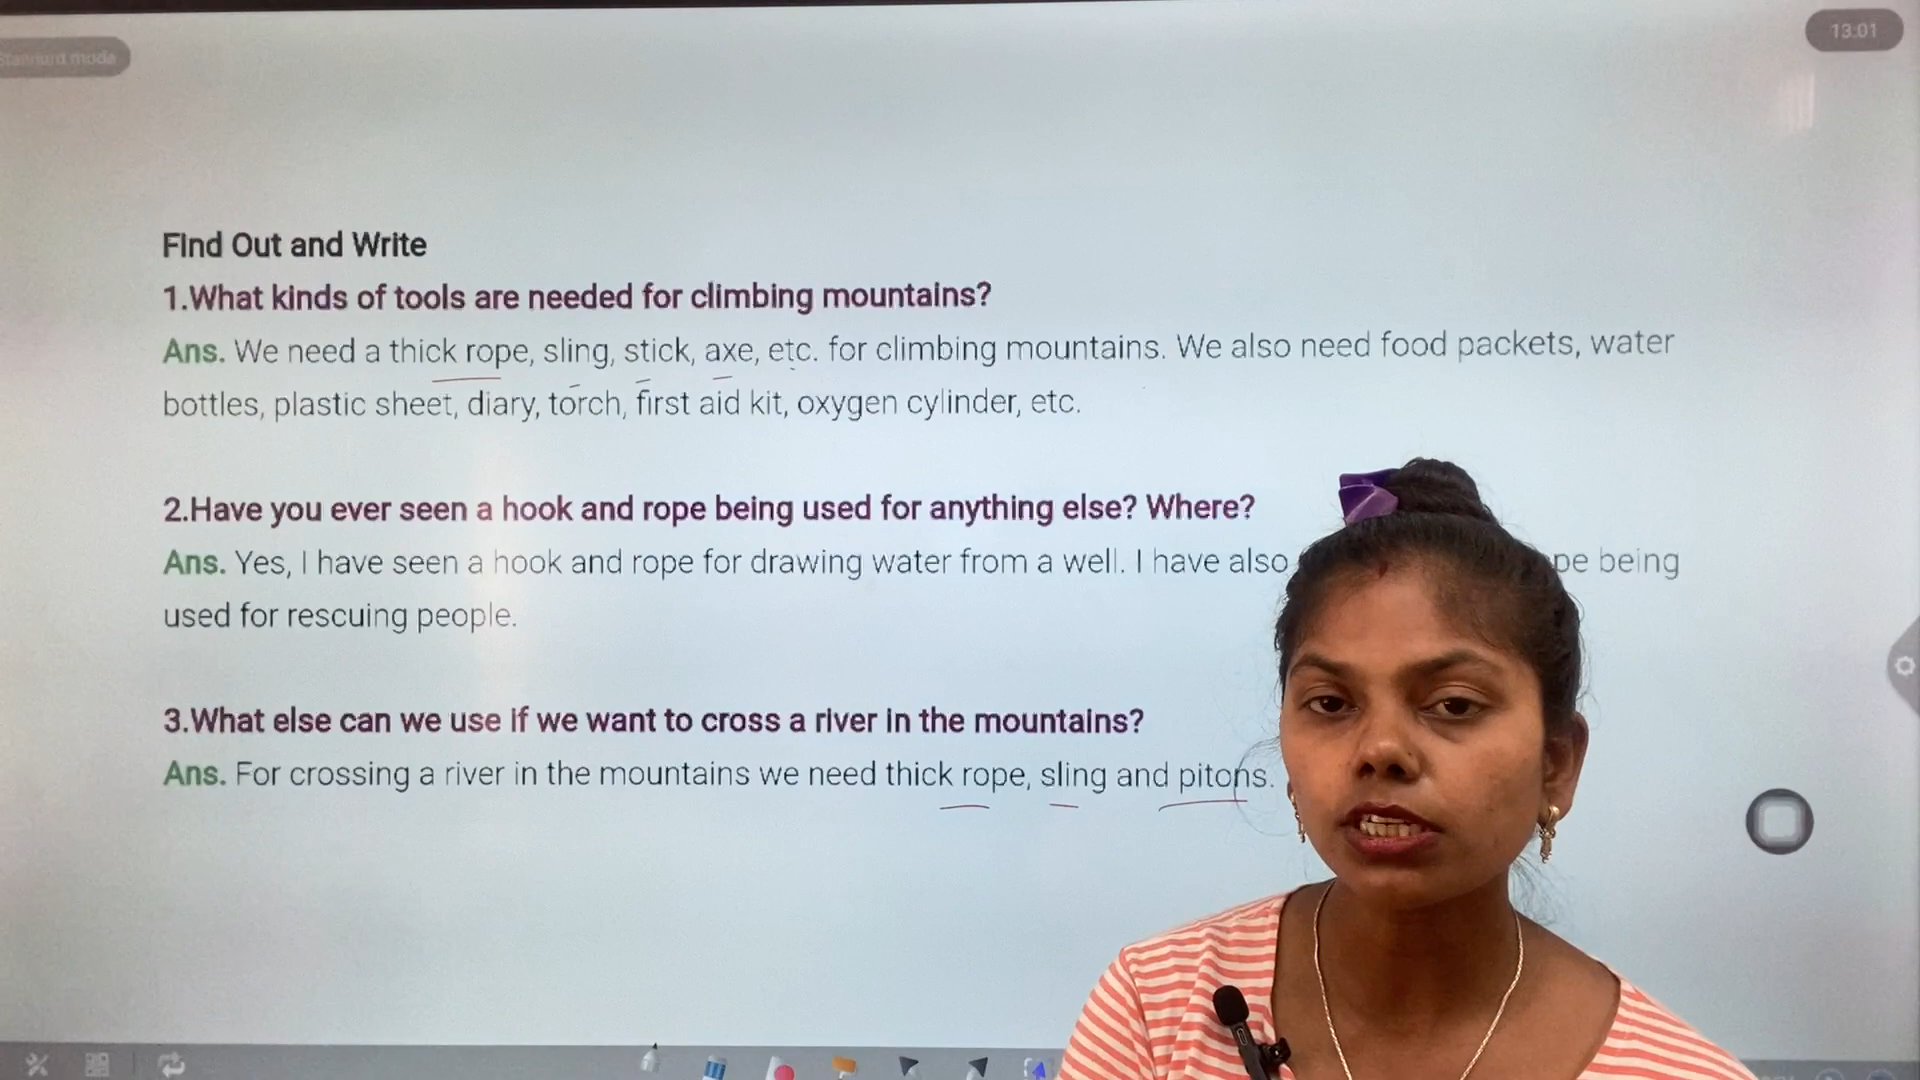 Standard mode
13:01
Find Out and Write
1.What kinds of tools are needed for climbing mountains?
Ans. We need a thick rope, sling, stick, axe, etc. for climbing mountains. We also need food packets, water
bottles, plastic sheet, diary, torch, first aid kit, oxygen cylinder, etc.
2.Have you ever seen a hook and rope being used for anything else? Where?
Ans. Yes, I have seen a hook and rope for drawing water from a well. I have also pe being
used for rescuing people.
3.What else can we use if we want to cross a river in the mountains?
Ans. For crossing a river in the mountains we need thick rope, sling and pitons.